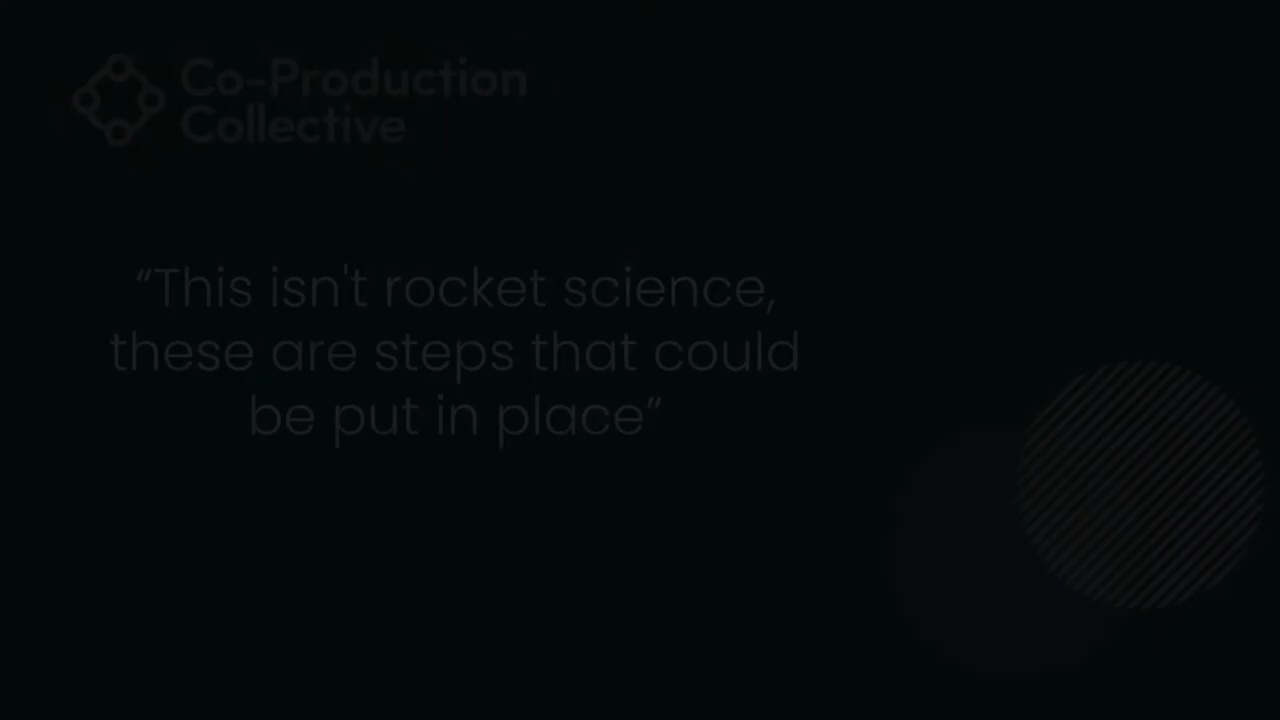 Co-Production
Collective
“This isn't rocket science,
these are steps that could
be put in place”